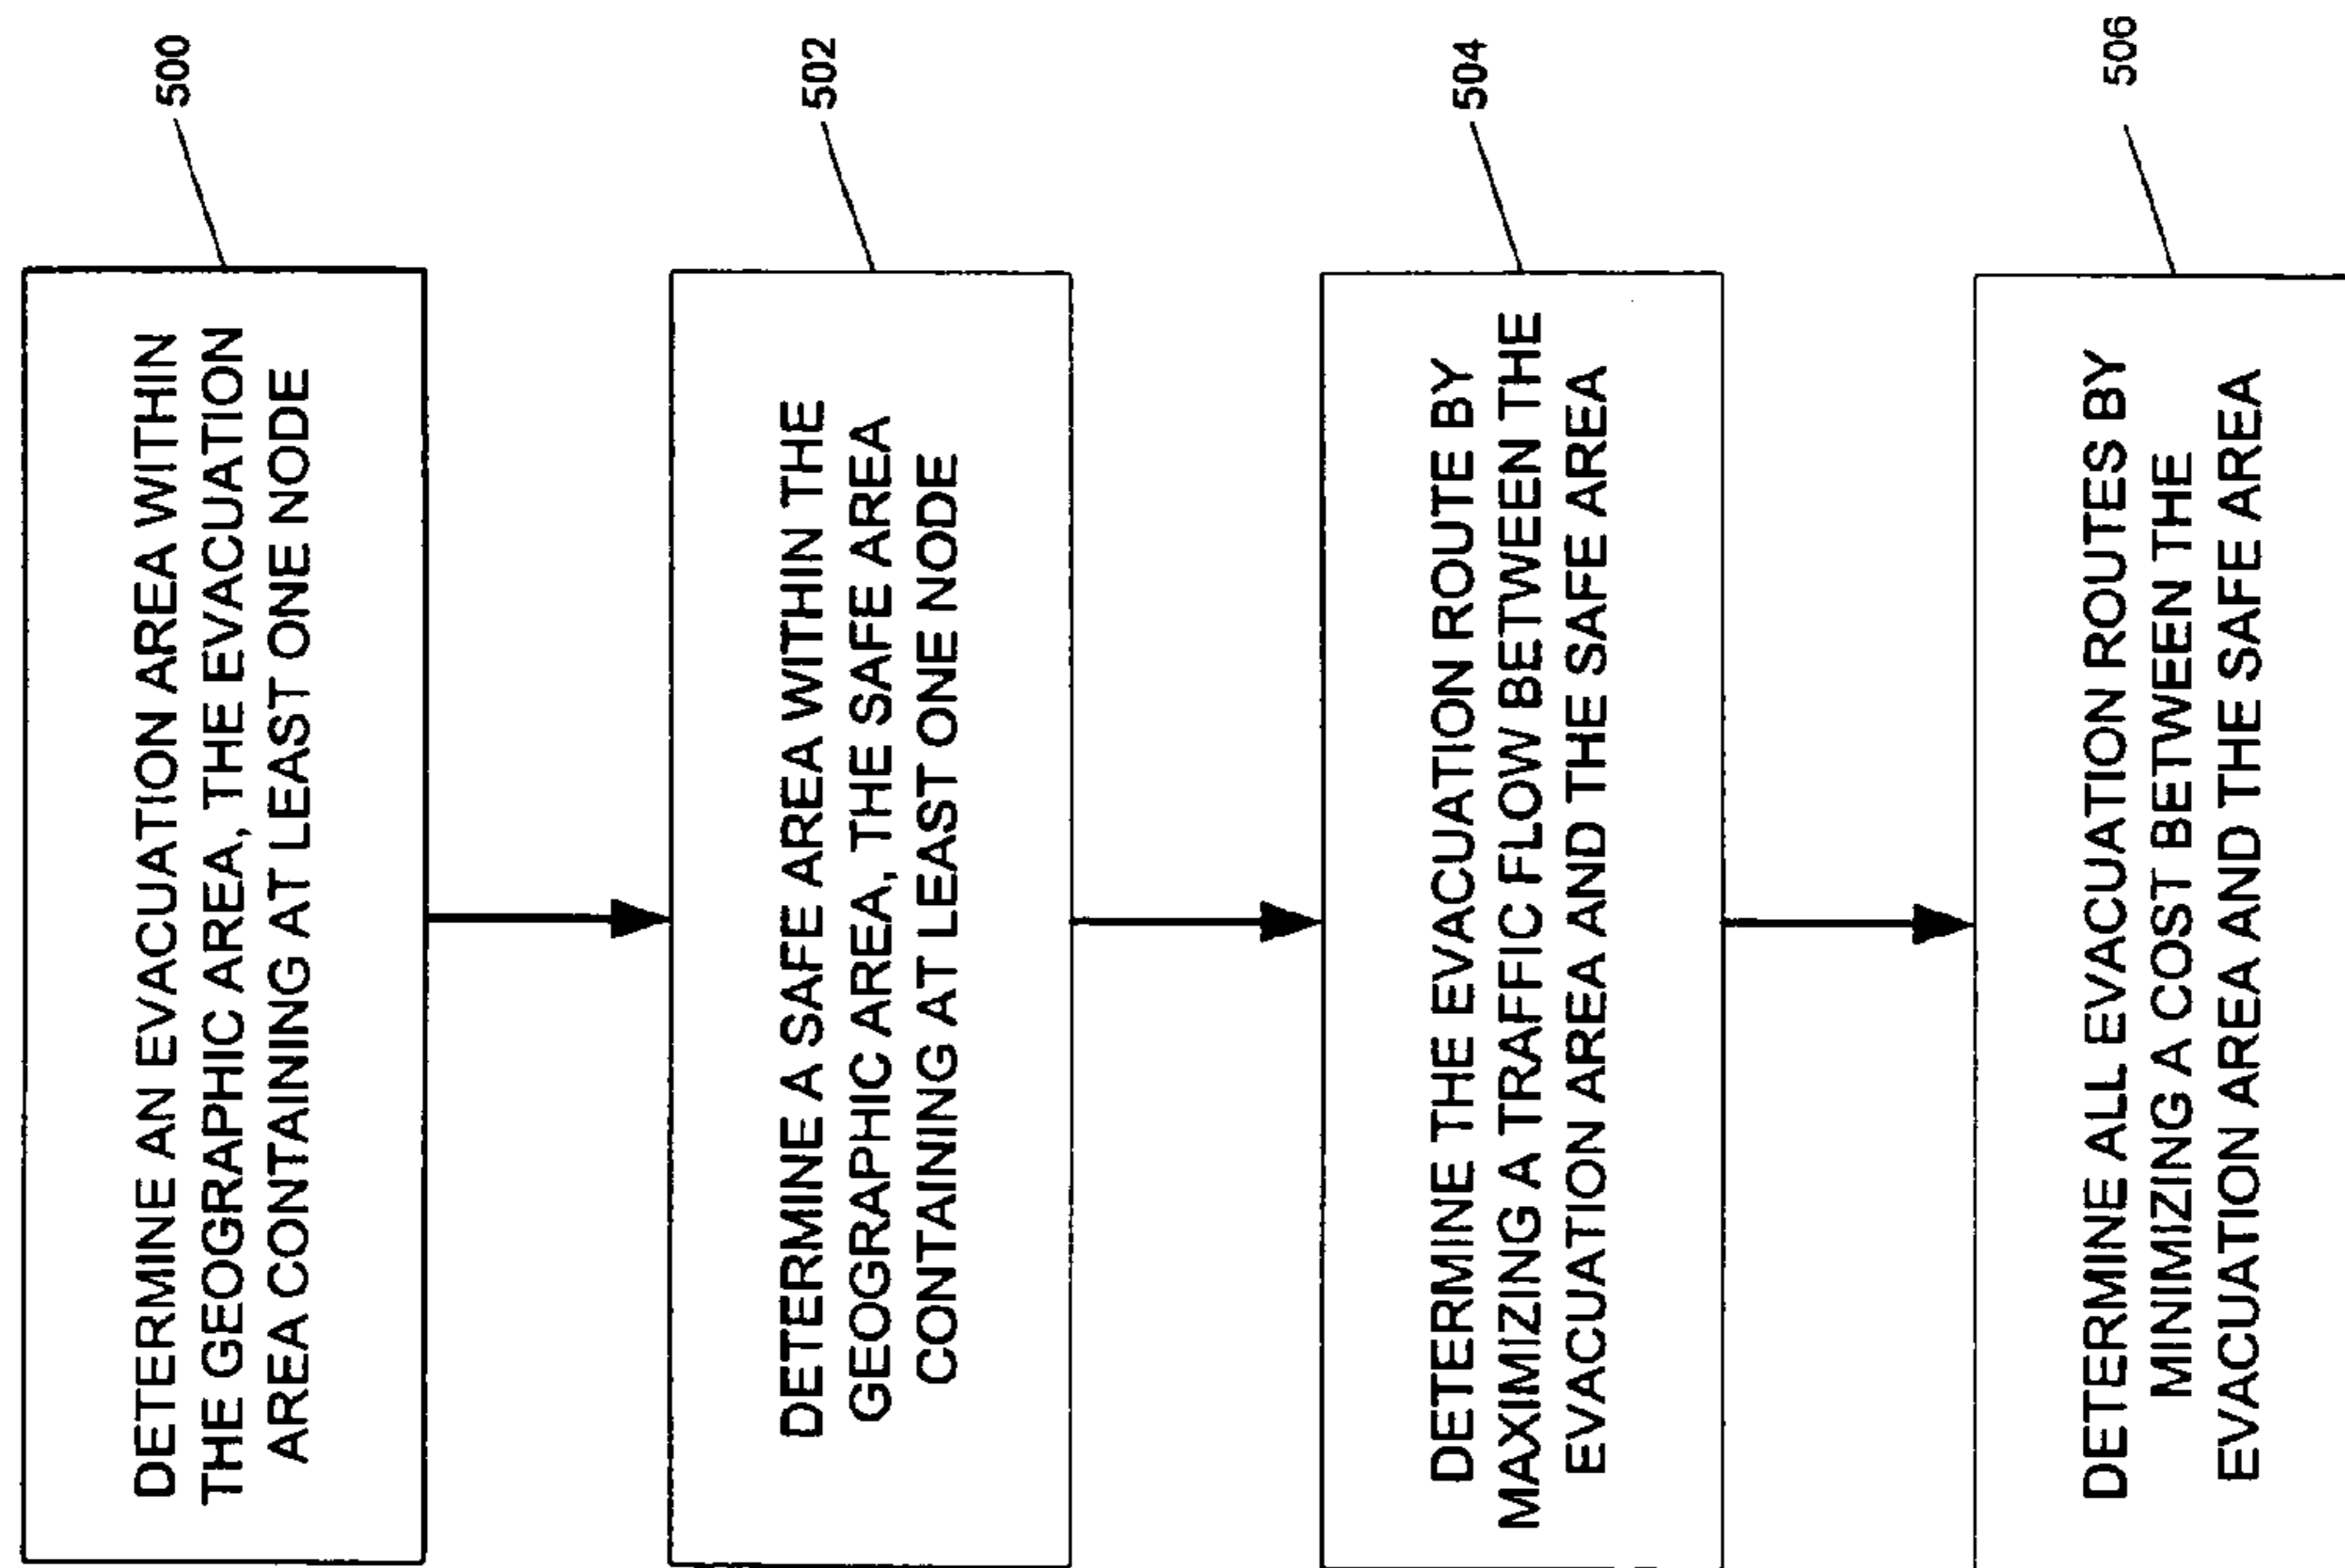 500
DETERMINE AN EVACUATION AREA WITHIN
THE GEOGRAPHIC AREA, THE EVACUATION
AREA CONTAINING AT LEAST ONE NODE
502
DETERMINE A SAFE AREA WITHIN THE
GEOGRAPHIC AREA, THE SAFE AREA
CONTAINING AT LEAST ONE NODE
504
DETERMINE THE EVACUATION ROUTE BY
MAXIMIZING A TRAFFIC FLOW BETWEEN THE
EVACUATION AREA AND THE SAFE AREA
506
DETERMINE ALL EVACUATION ROUTES BY
MINIMIZING A COST BETWEEN THE
EVACUATION AREA AND THE SAFE AREA